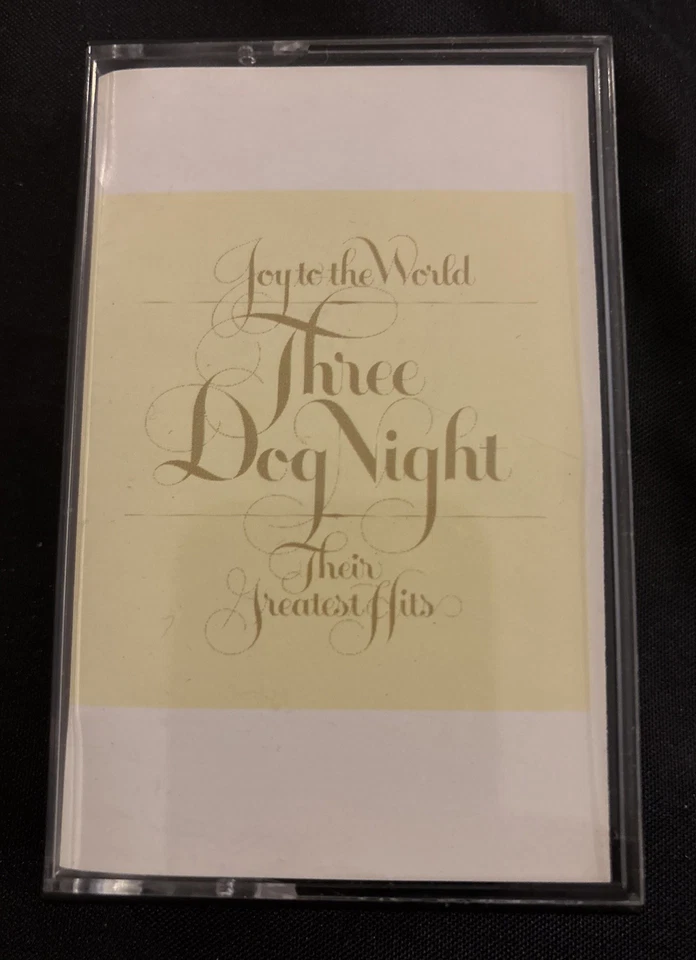 Joy to the World
Three
Dog Night
Their
Greatest Hits